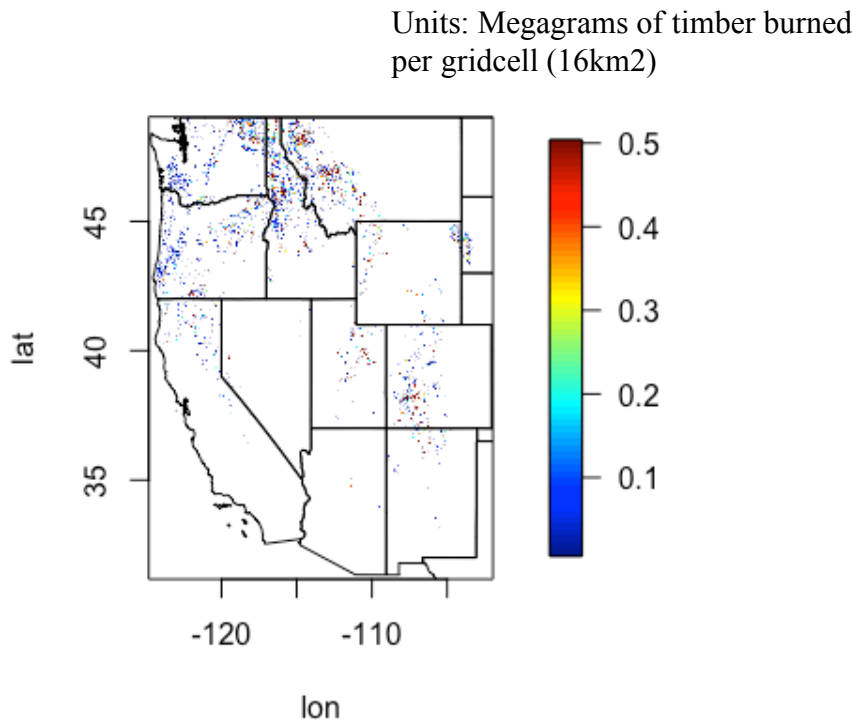 Units: Megagrams of timber burned
per gridcell (16km2)
0.5
0.4
0.3
0.2
0.1
45
40
35
lat
-120 -110
lon